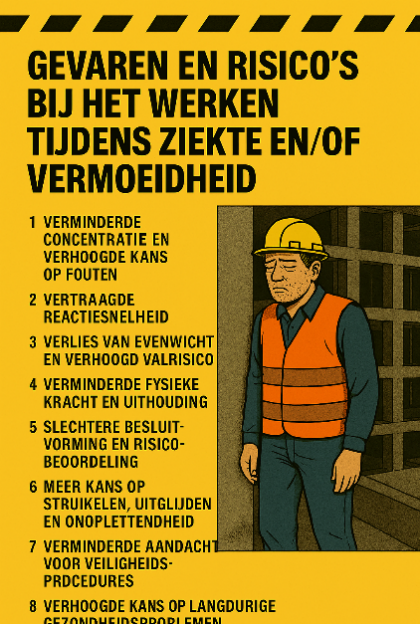 GEVAREN EN RISICO'S
BIJ HET WERKEN
TIJDENS ZIEKTE EN/OF
VERMOEIDHEID
1 VERMINDERDE
CONCENTRATIE EN
VERHOOGDE KANS
OP FOUTEN
2 VERTRAAGDE
REACTIESNELHEID
3 VERLIES VAN EVENWICHT
EN VERHOOGD VALRISICO
4 VERMINDERDE FYSIEKE
KRACHT EN UITHOUDING
5 SLECHTERE BESLUIT-
VORMING EN RISICO-
BEOORDELING
6 MEER KANS OP
STRUIKELEN, UITGLIJDEN
EN ONOPLETTENDHEID
7 VERMINDERDE AANDACHT
VOOR VEILIGHEIDS-
PRDCEDURES
8 VERHOOGDE KANS OP LANGDURIGE
GEZONDHEIDSPROBLEMEN